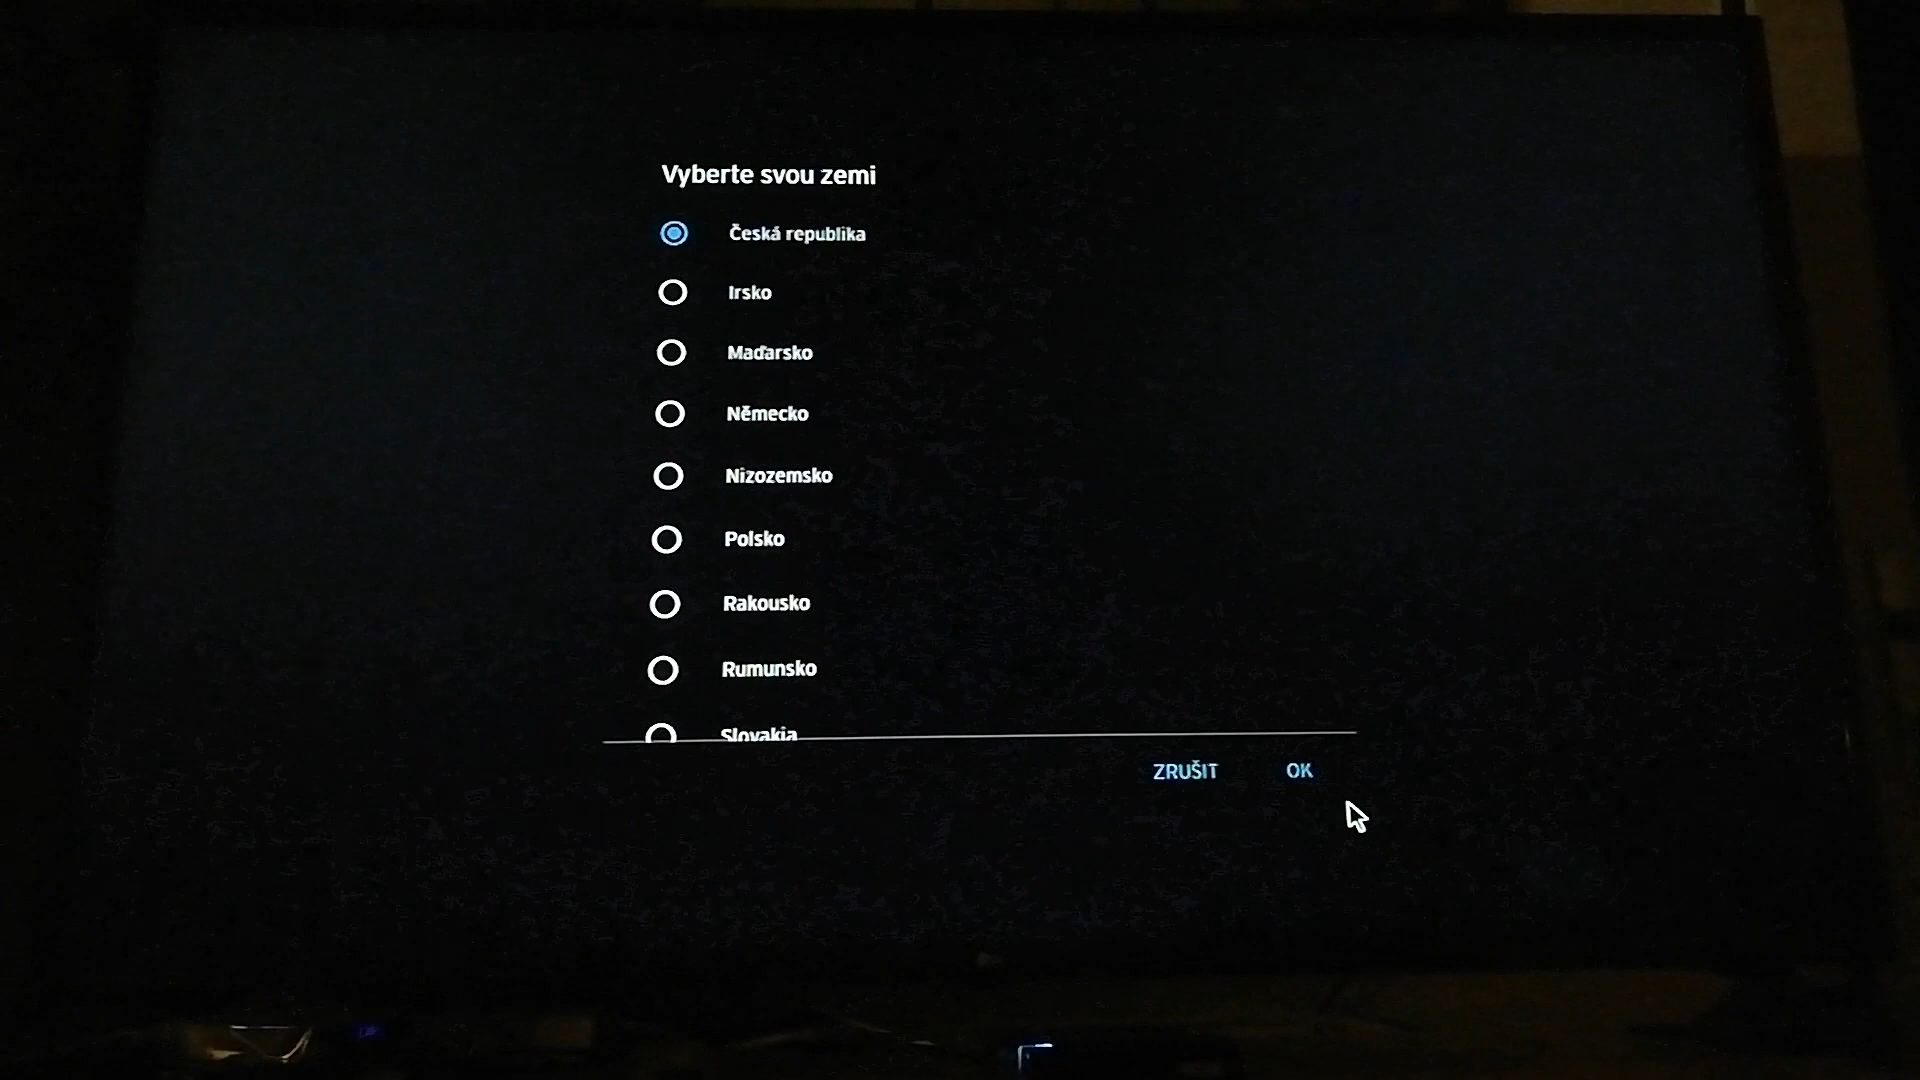 Vyberte svou zemi
Česká republika
Irsko
Maďarsko
Německo
Nizozemsko
Polsko
Rakousko
Rumunsko
Slovakia
ZRUŠIT OK